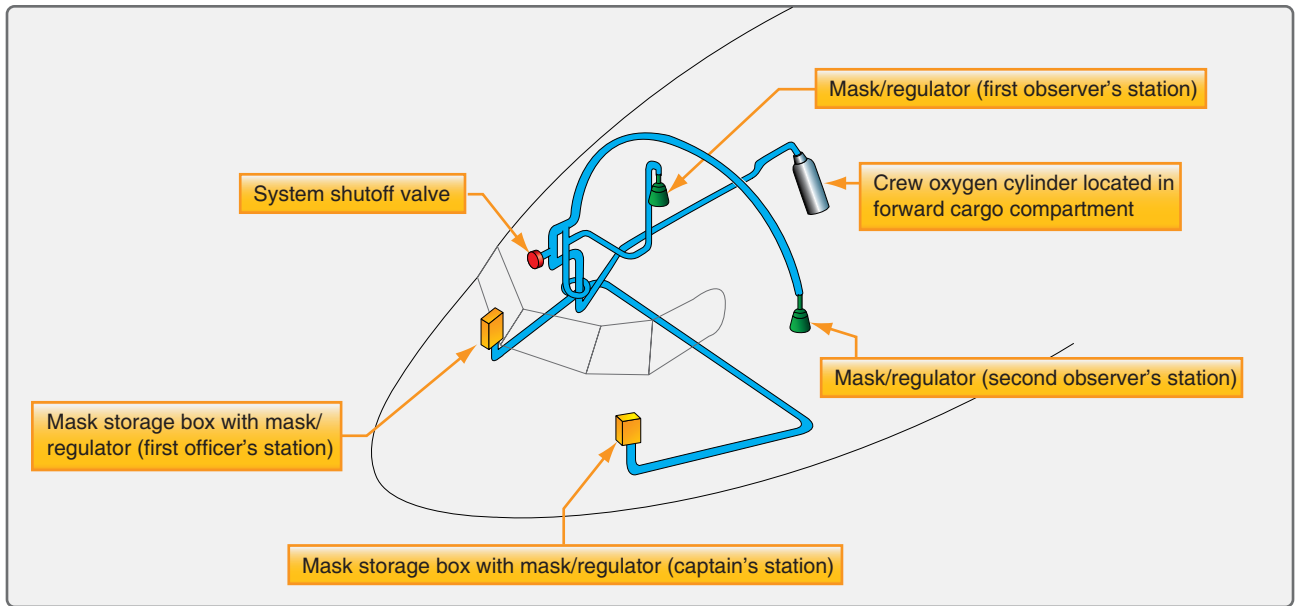 Mask/regulator (first observer's station)
System shutoff valve
Crew oxygen cylinder located in
forward cargo compartment
Mask/regulator (second observer's station)
Mask storage box with mask/
regulator (first officer's station)
Mask storage box with mask/regulator (captain's station)